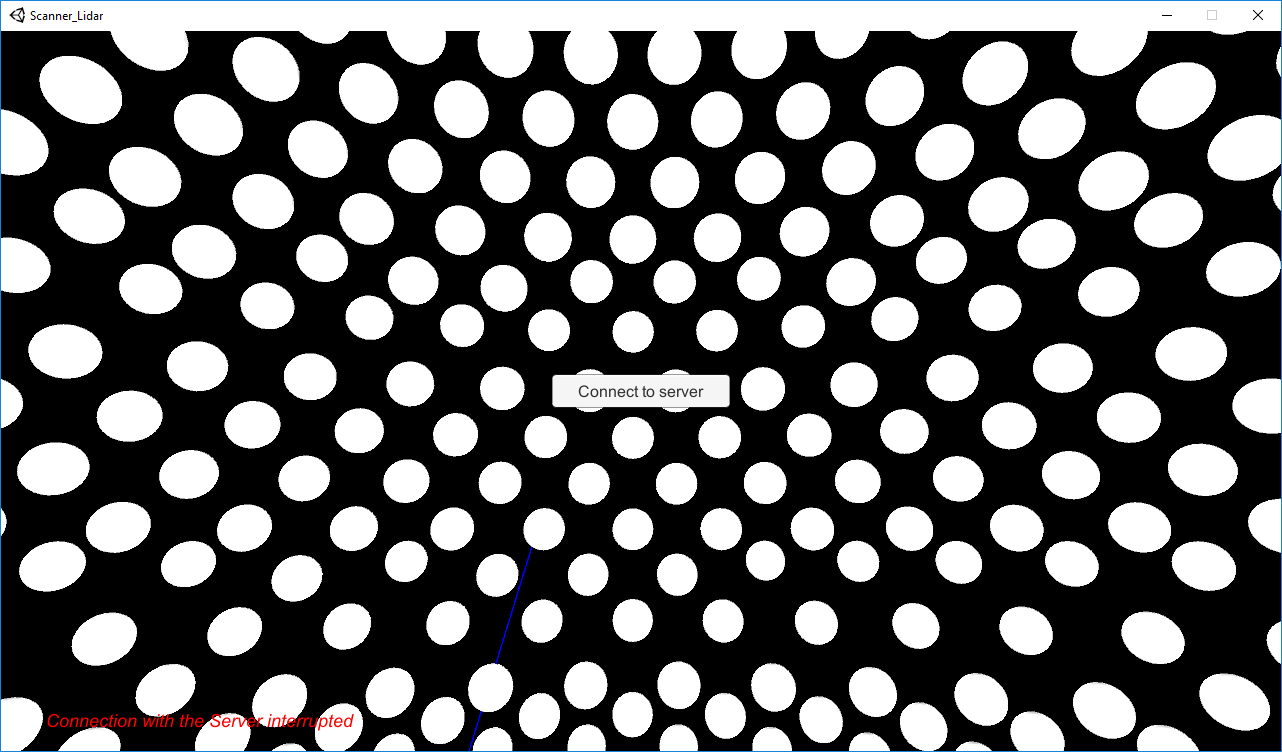 Scanner_Lidar
Connect to server
Connection with the Server interrupted